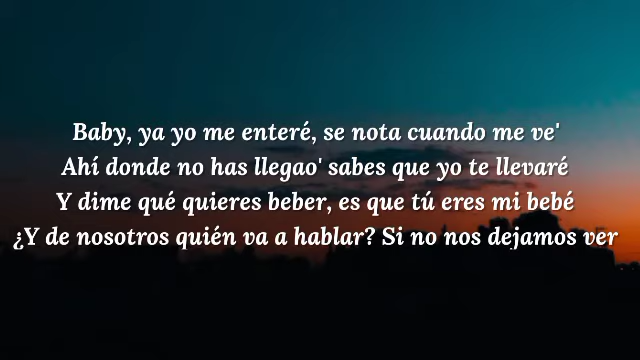 Baby, ya yo me enteré, se nota cuando me ve'
Ahí donde no has llegao' sabes que yo te llevaré
Y dime qué quieres beber, es que tú eres mi bebé
¿Y de nosotros quién va a hablar? Si no nos dejamos ver